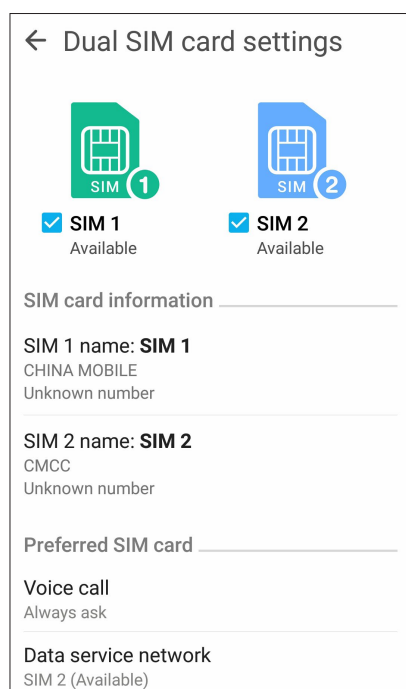 Dual SIM card settings
SIM 1
SIM 2
SIM 1
SIM 2
Available
Available
SIM card information
SIM 1 name: SIM 1
CHINA MOBILE
Unknown number
SIM 2 name: SIM 2
CMCC
Unknown number
Preferred SIM card
Voice call
Always ask
Data service network
SIM 2 (Available)